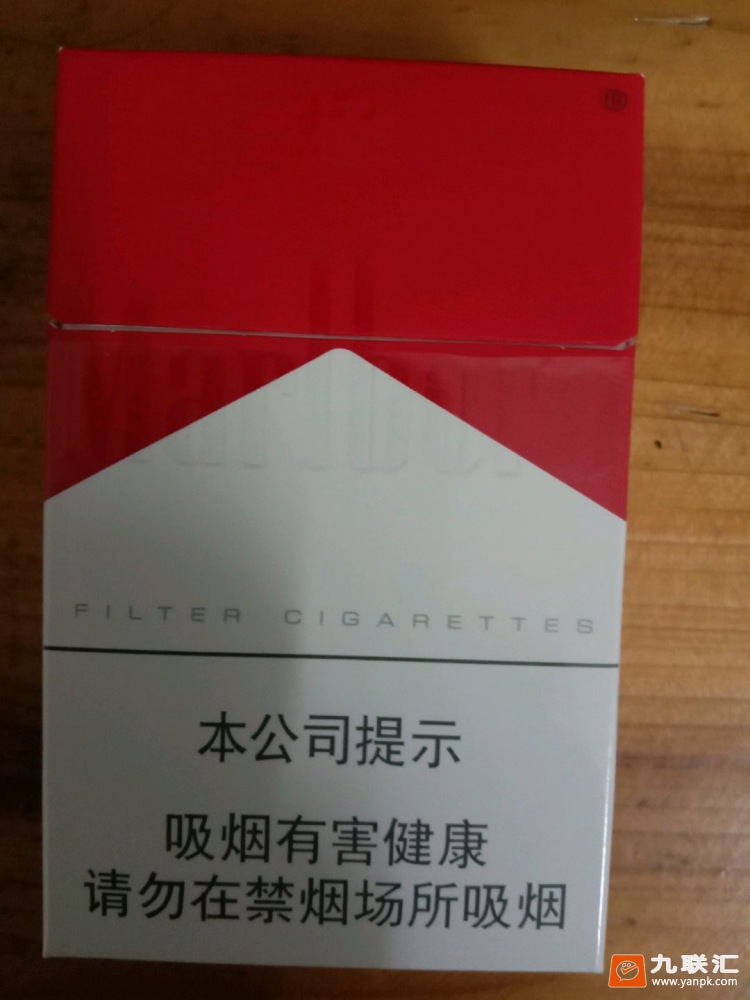 Marlboro
FILTER CIGARETTES
本公司提示
吸烟有害健康
请勿在禁烟场所吸烟
九联汇
www.yanpk.com